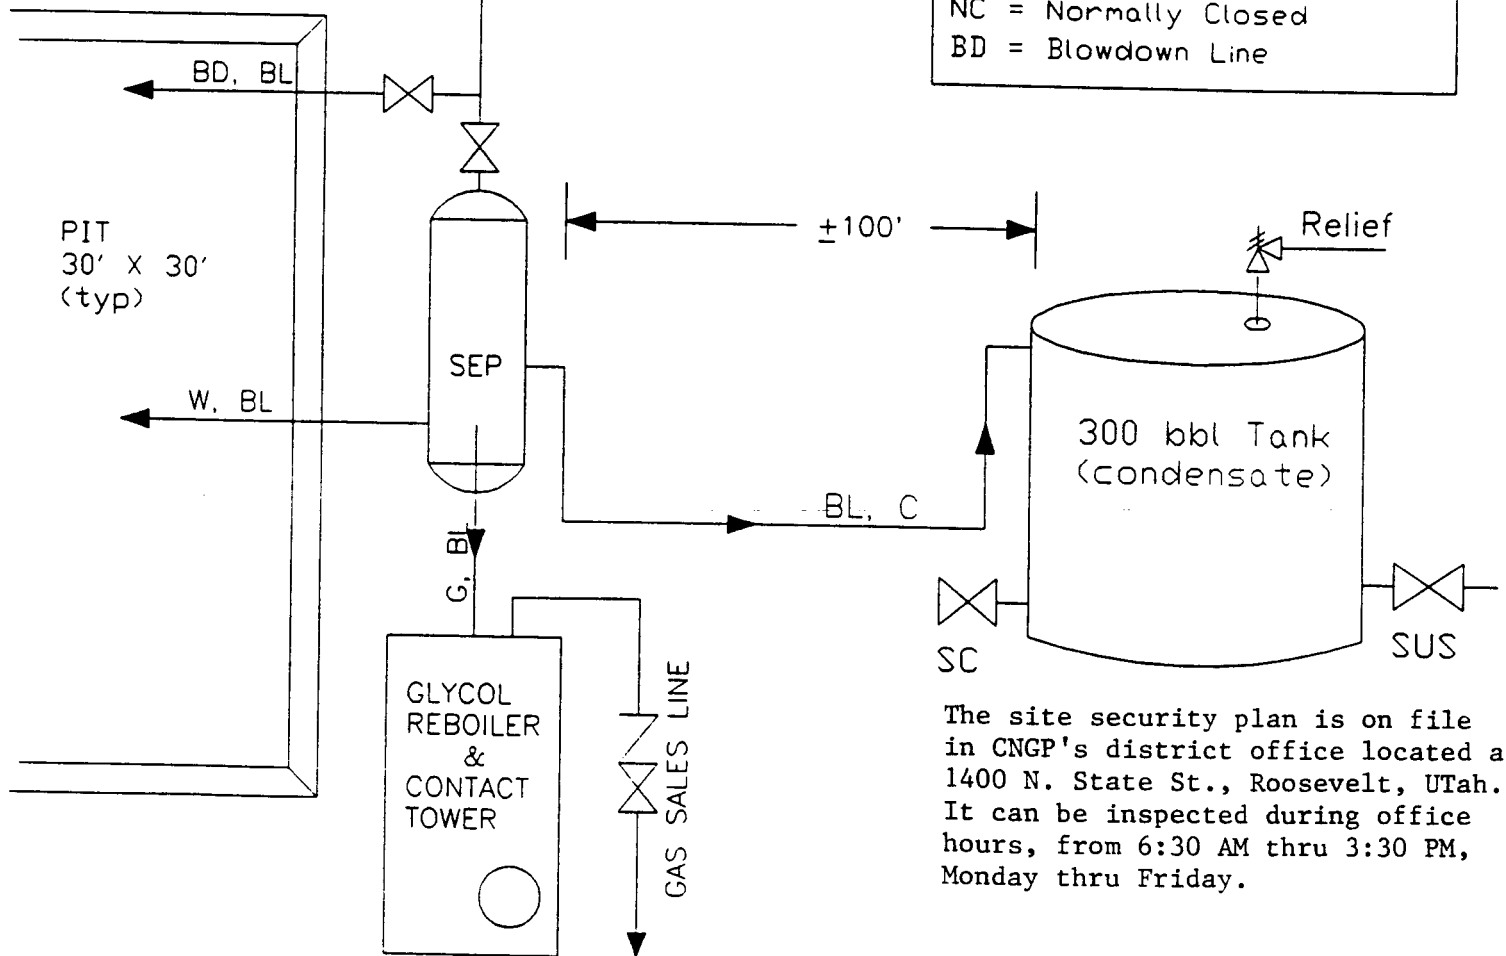 NC = Normally Closed
BD = Blowdown Line
BD, BL
PIT
30' X 30'
(typ)
±100'
Relief
SEP
W, BL
300 bbl Tank
(condensate)
BL, C
G, BL
SC
SUS
GLYCOL
REBOILER
&
CONTACT
TOWER
GAS SALES LINE
The site security plan is on file
in CNGP's district office located a
1400 N. State St., Roosevelt, UTah.
It can be inspected during office
hours, from 6:30 AM thru 3:30 PM,
Monday thru Friday.